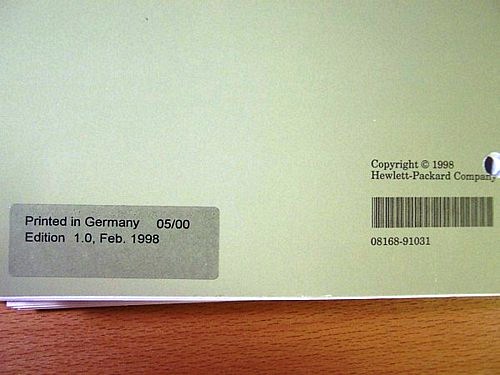 Copyright © 1998
Hewlett-Packard Company
08168-91031
Printed in Germany 05/00
Edition 1.0, Feb. 1998